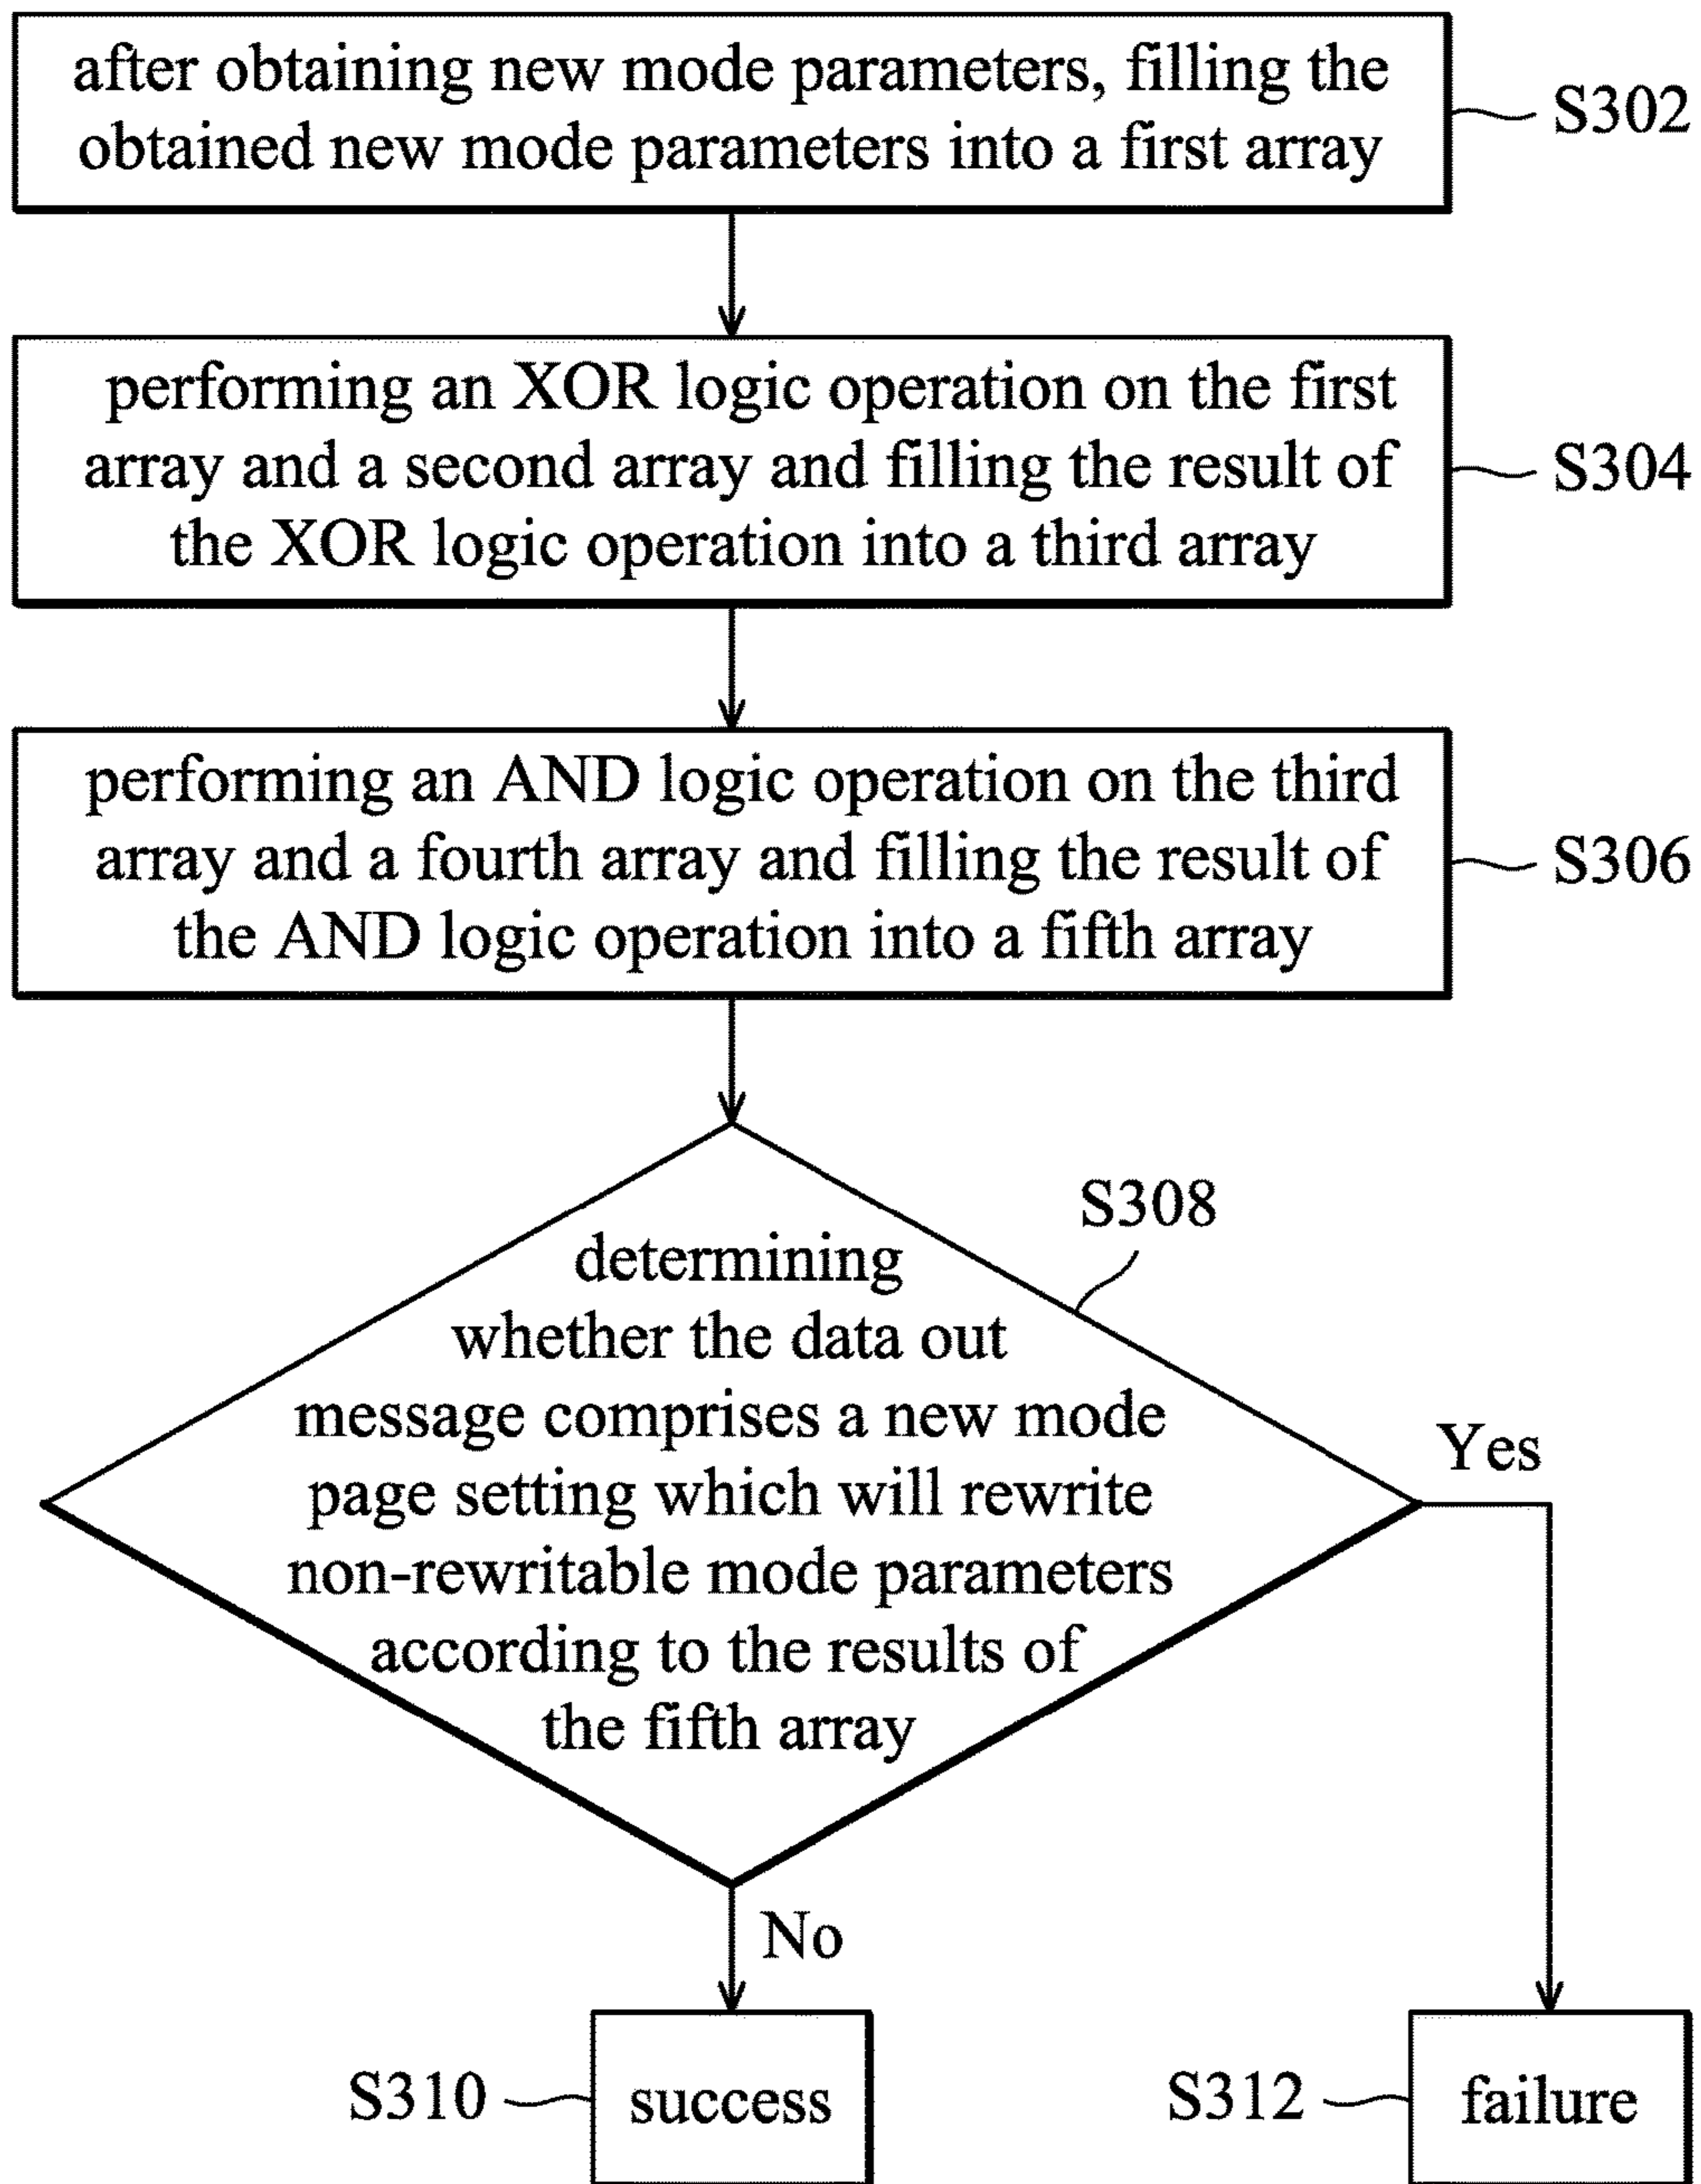 after obtaining new mode parameters, filling the
obtained new mode parameters into a first array
S302
performing an XOR logic operation on the first
array and a second array and filling the result of
the XOR logic operation into a third array
S304
performing an AND logic operation on the third
array and a fourth array and filling the result of
the AND logic operation into a fifth array
S306
S308
determining
whether the data out
message comprises a new mode
page setting which will rewrite
non-rewritable mode parameters
according to the results of
the fifth array
Yes
No
S310
success
S312
failure